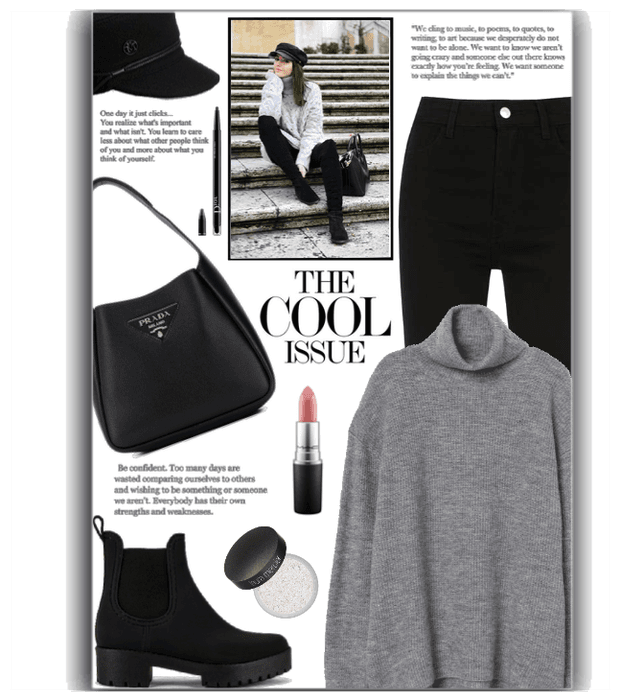 "We cling to music, to poems, to quotes, to
writing, to art because we desperately do not
want to be alone. We want to know we aren't
going crazy and someone else out there knows
exactly how you're feeling. We want someone
to explain the things we can't."
One day it just clicks...
You realize what's important
and what isn't. You learn to care
less about what other people think
of you and more about what you
think of yourself.
DIOR
PRADA
MILANO
THE
COOL
ISSUE
Be confident. Too many days are
wasted comparing ourselves to others
and wishing to be something or someone
we aren't. Everybody has their own
strengths and weaknesses.
laura mercier